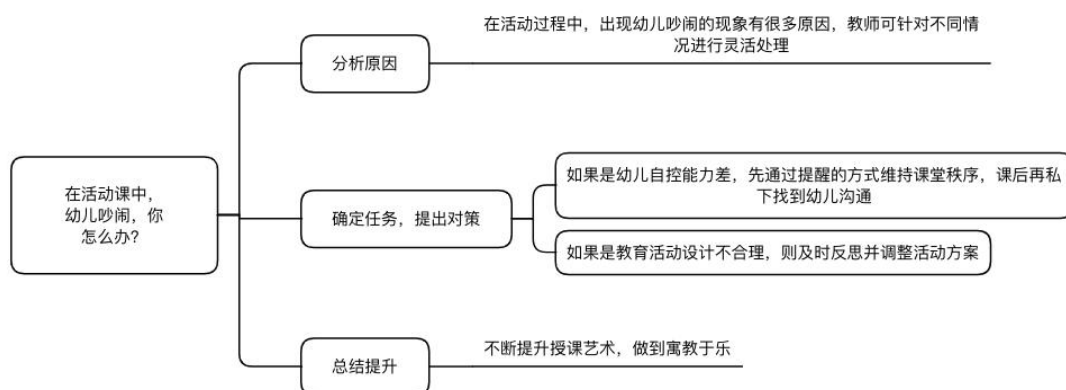 在活动过程中，出现幼儿吵闹的现象有很多原因，教师可针对不同情
况进行灵活处理
分析原因
在活动课中，
幼儿吵闹，你
怎么办？
确定任务，提出对策
如果是幼儿自控能力差，先通过提醒的方式维持课堂秩序，课后再私
下找到幼儿沟通
如果是教育活动设计不合理，则及时反思并调整活动方案
总结提升
不断提升授课艺术，做到寓教于乐